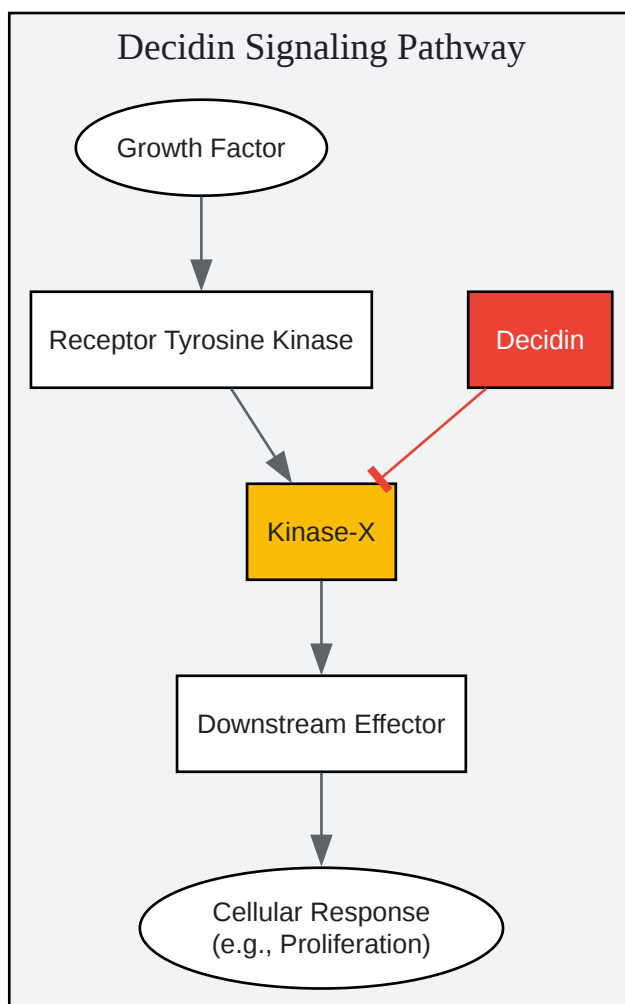 Decidin Signaling Pathway
Growth Factor
Receptor Tyrosine Kinase
Decidin
Kinase-X
Downstream Effector
Cellular Response
(e.g., Proliferation)